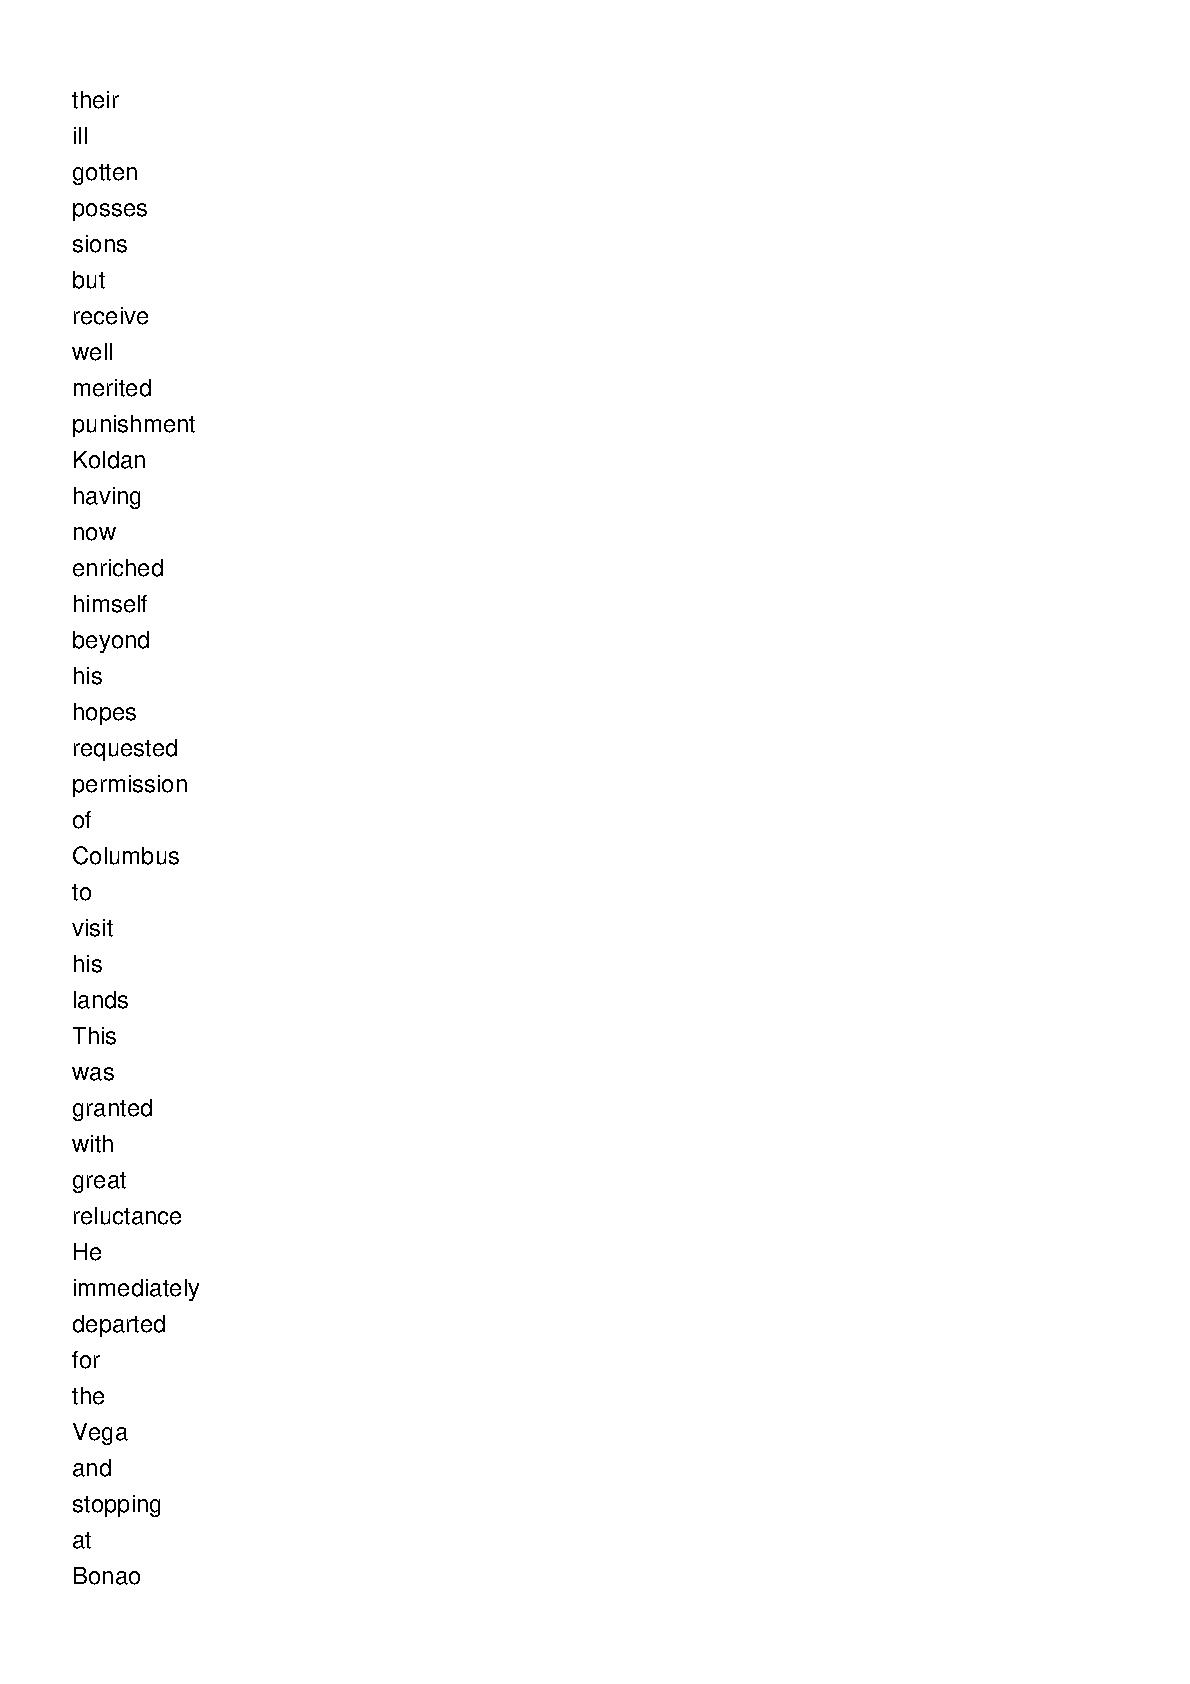 their
ill
gotten
posses
sions
but
receive
well
merited
punishment
Koldan
having
now
enriched
himself
beyond
his
hopes
requested
permission
of
Columbus
to
visit
his
lands
This
was
granted
with
great
reluctance
He
immediately
departed
for
the
Vega
and
stopping
at
Bonao